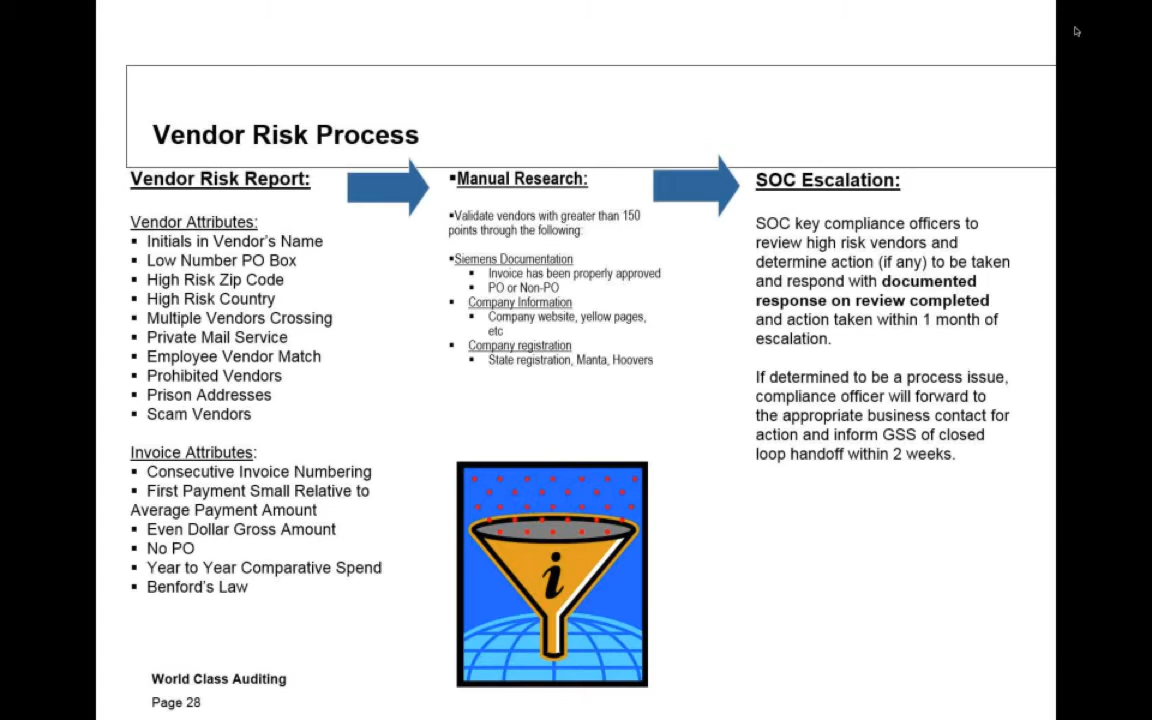 Vendor Risk Process
Vendor Risk Report:
Vendor Attributes:
▪ Initials in Vendor's Name
▪ Low Number PO Box
▪ High Risk Zip Code
▪ High Risk Country
▪ Multiple Vendors Crossing
▪ Private Mail Service
▪ Employee Vendor Match
▪ Prohibited Vendors
▪ Prison Addresses
▪ Scam Vendors
Invoice Attributes:
▪ Consecutive Invoice Numbering
▪ First Payment Small Relative to
Average Payment Amount
▪ Even Dollar Gross Amount
▪ No PO
▪ Year to Year Comparative Spend
▪ Benford's Law
▪Manual Research:
▪Validate vendors with greater than 150
points through the following:
▪Siemens Documentation
▪ Invoice has been properly approved
▪ PO or Non-PO
▪ Company Information
▪ Company website, yellow pages,
etc
▪ Company registration
▪ State registration, Manta, Hoovers
i
SOC Escalation:
SOC key compliance officers to
review high risk vendors and
determine action (if any) to be taken
and respond with documented
response on review completed
and action taken within 1 month of
escalation.
If determined to be a process issue,
compliance officer will forward to
the appropriate business contact for
action and inform GSS of closed
loop handoff within 2 weeks.
World Class Auditing
Page 28